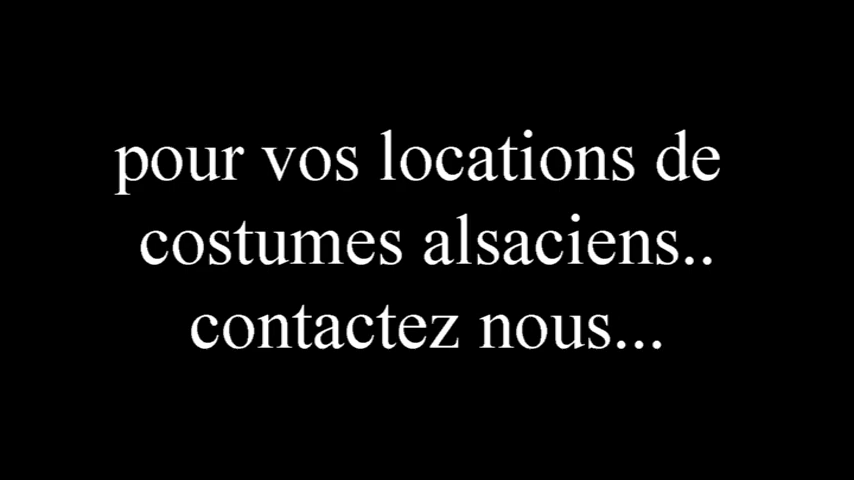 pour vos locations de
costumes alsaciens..
contactez nous...